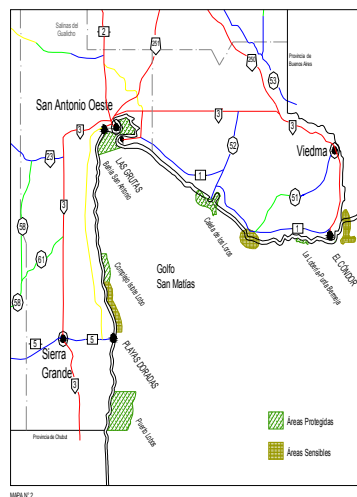 Salinas del
Gualicho
2
251
250
53
Provincia de
Buenos Aires
San Antonio Oeste
3
3
3
Viedma
52
LAS GRUTAS
Bahía San Antonio
23
1
51
3
58
Caleta de los Loros
1
EL CÓNDOR
La Lobería-Punta Bermeja
61
Complejo Islote Lobo
Golfo
San Matías
58
5
5
PLAYAS DORADAS
Sierra
Grande
3
Puerto Lobos
Áreas Protegidas
Áreas Sensibles
Provincia de Chubut
MAPA N° 2